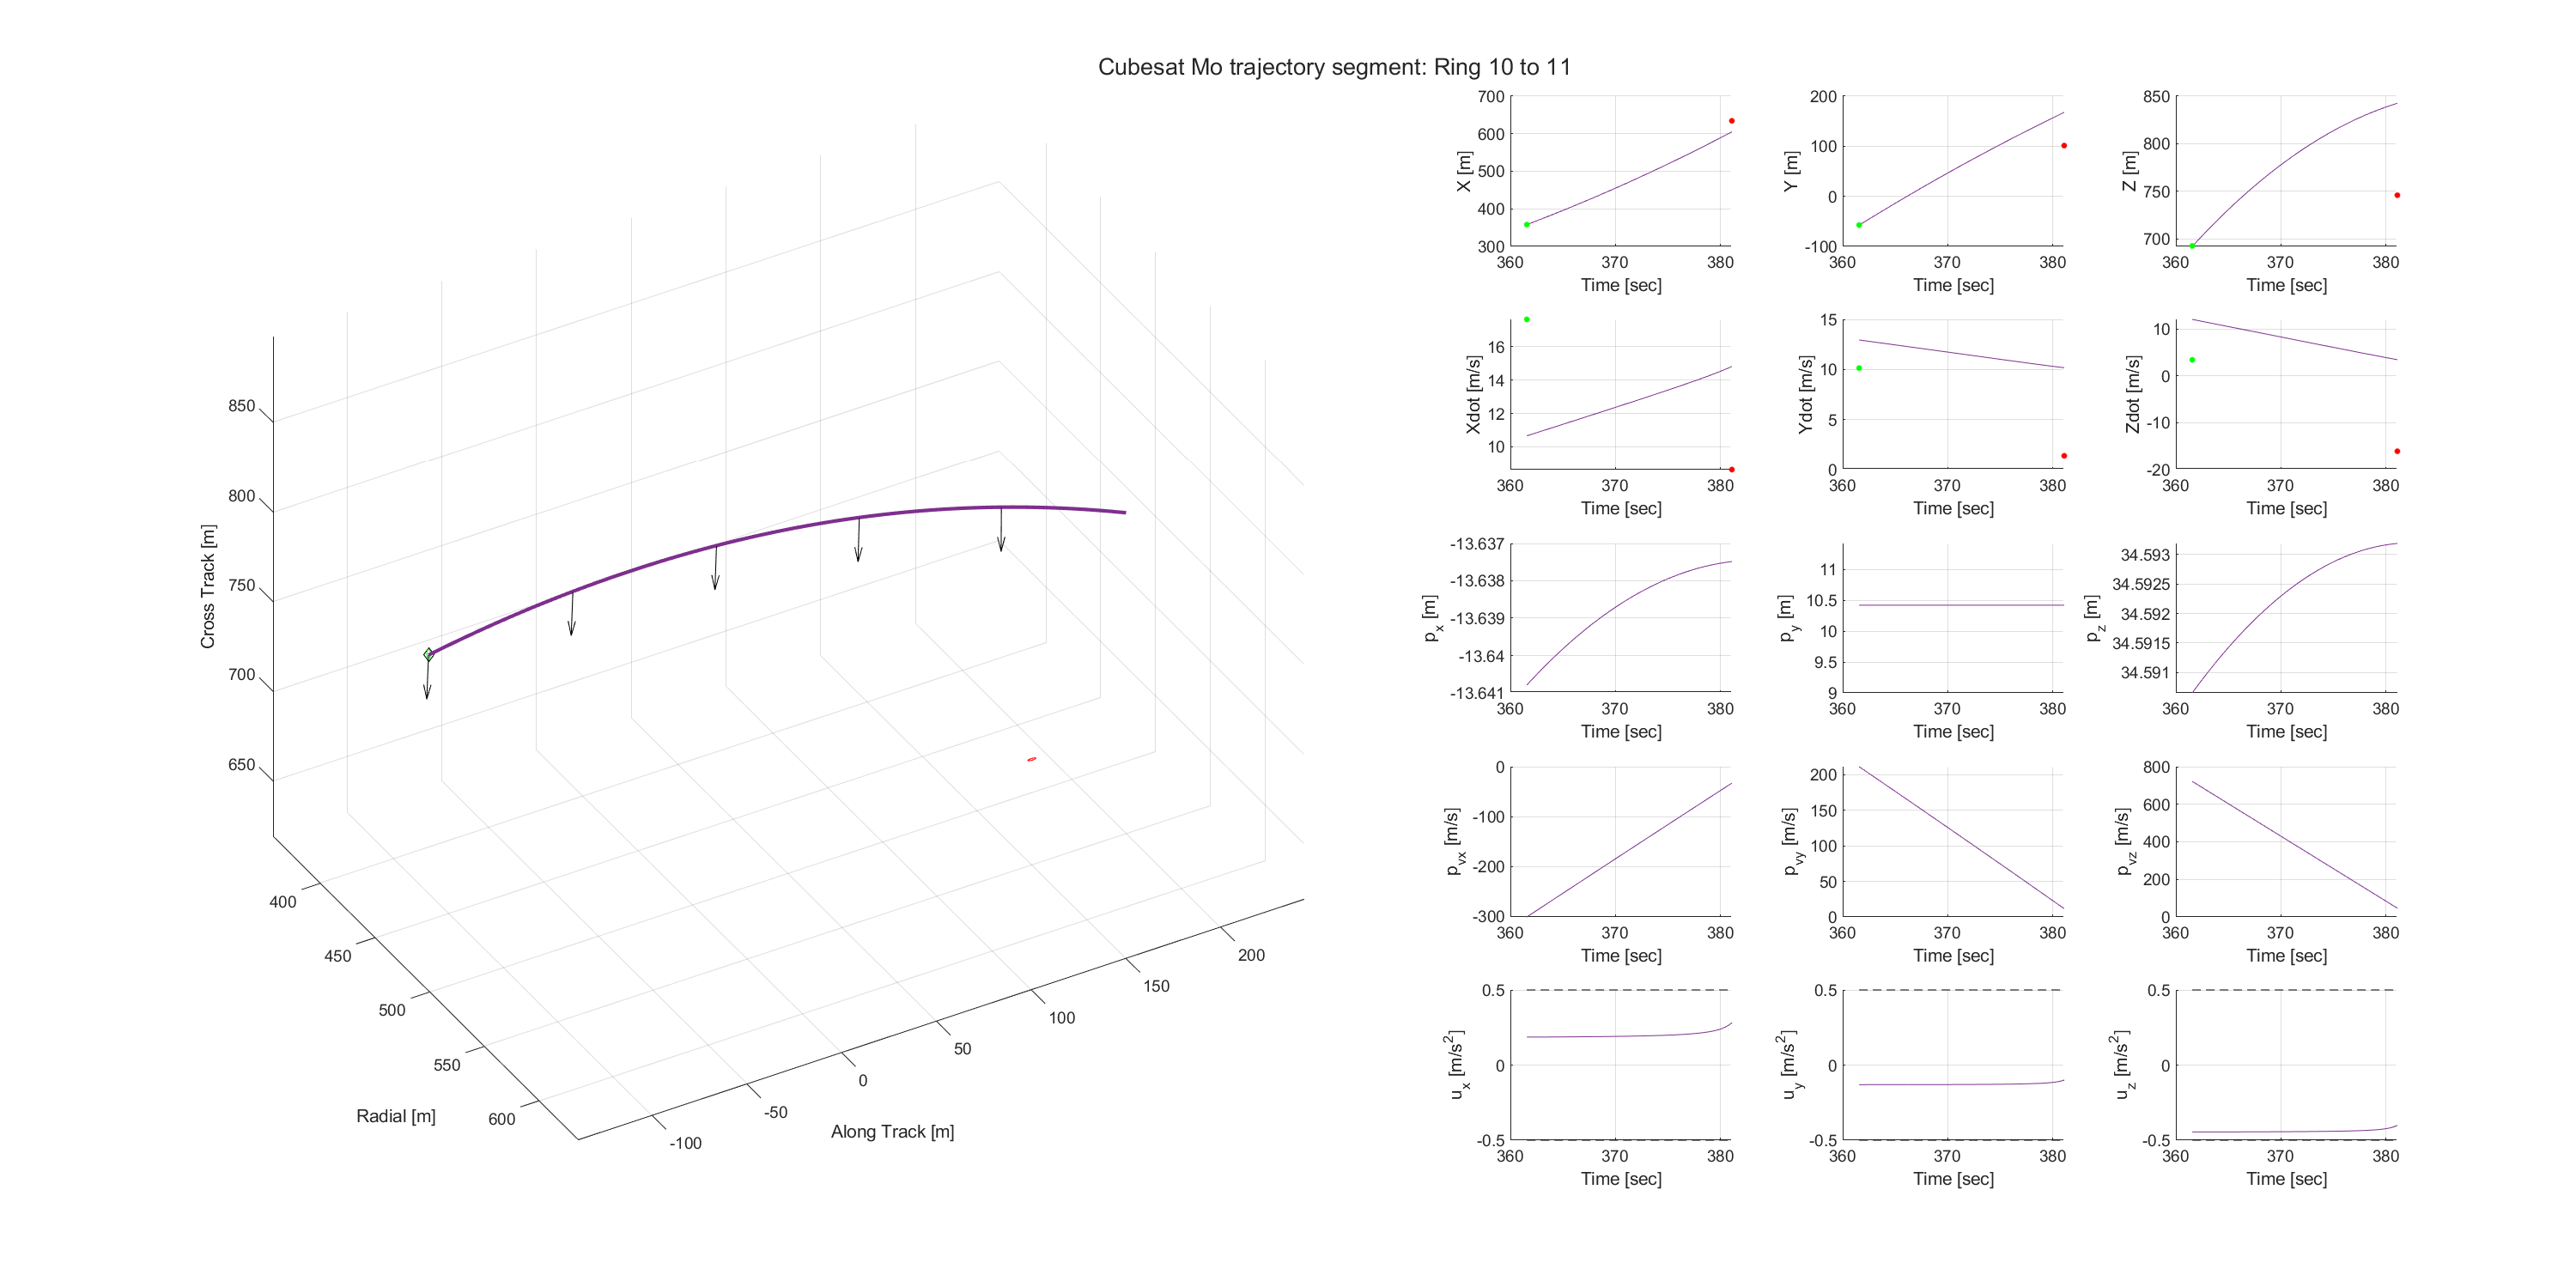 Cubesat Mo trajectory segment: Ring 10 to 11
850
800
750
700
650
Cross Track [m]
400
450
500
550
600
Radial [m]
-100
-50
0
50
100
150
200
Along Track [m]
700
600
500
400
300
X [m]
360 370 380
Time [sec]
200
100
0
-100
Y [m]
360 370 380
Time [sec]
850
800
750
700
Z [m]
360 370 380
Time [sec]
16
14
12
10
Xdot [m/s]
360 370 380
Time [sec]
15
10
5
0
Ydot [m/s]
360 370 380
Time [sec]
10
0
-10
-20
Zdot [m/s]
360 370 380
Time [sec]
-13.637
-13.638
-13.639
-13.64
-13.641
p_x [m]
360 370 380
Time [sec]
11
10.5
10
9.5
9
p_y [m]
360 370 380
Time [sec]
34.593
34.5925
34.592
34.5915
34.591
p_z [m]
360 370 380
Time [sec]
0
-100
-200
-300
p_vx [m/s]
360 370 380
Time [sec]
200
150
100
50
0
p_vy [m/s]
360 370 380
Time [sec]
800
600
400
200
0
p_vz [m/s]
360 370 380
Time [sec]
0.5
0
-0.5
u_x [m/s^2]
360 370 380
Time [sec]
0.5
0
-0.5
u_y [m/s^2]
360 370 380
Time [sec]
0.5
0
-0.5
u_z [m/s^2]
360 370 380
Time [sec]